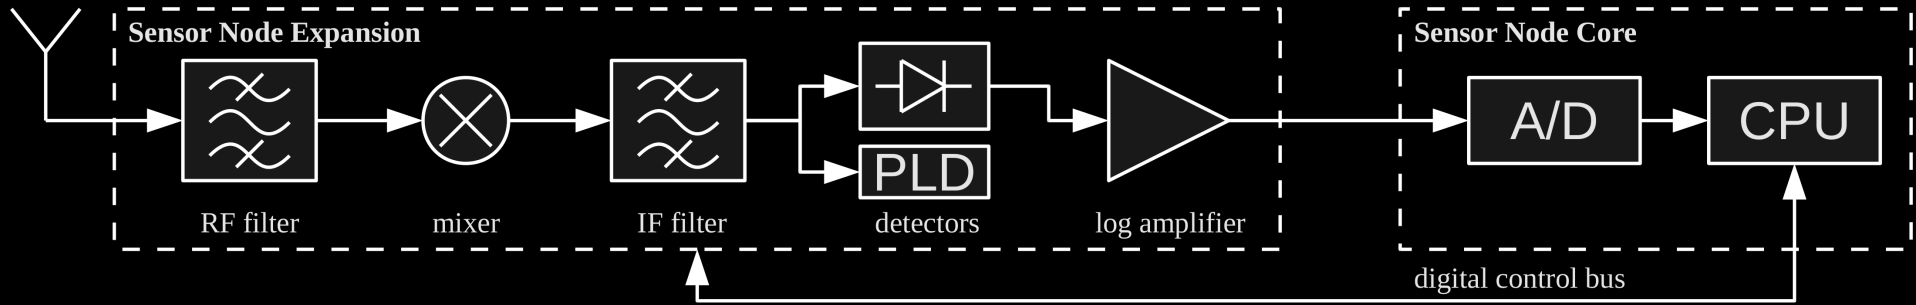 Sensor Node Expansion
Sensor Node Core
A/D
CPU
PLD
RF filter
mixer
IF filter
detectors
log amplifier
digital control bus